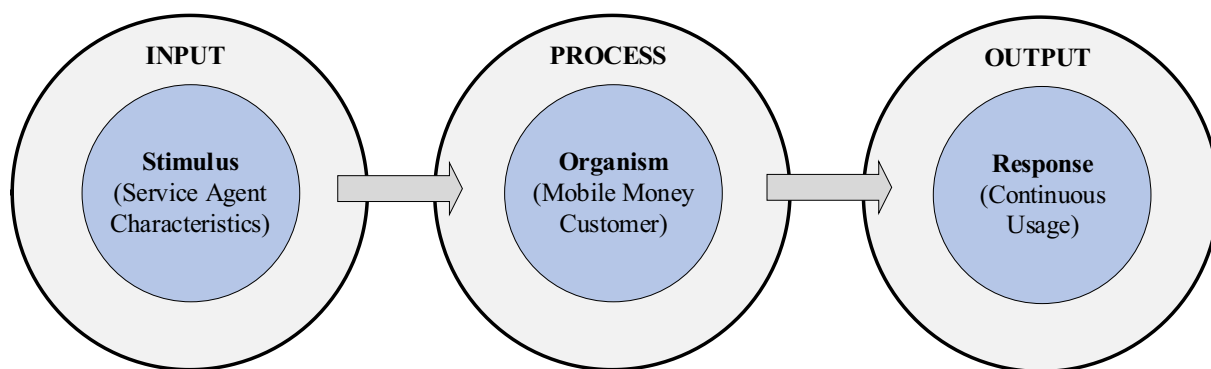 INPUT
Stimulus
(Service Agent
Characteristics)
PROCESS
Organism
(Mobile Money
Customer)
OUTPUT
Response
(Continuous
Usage)